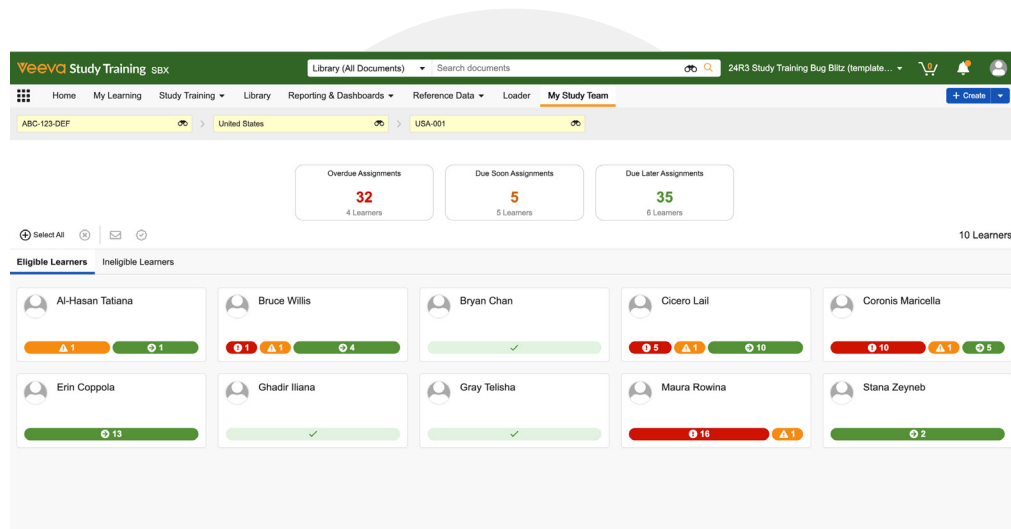 Veeva Study Training SBX
Library (All Documents) Search documents
24R3 Study Training Bug Blitz (template... 0
Home My Learning Study Training Library Reporting & Dashboards Reference Data Loader My Study Team + Create
ABC-123-DEF > United States > USA-001
Overdue Assignments
32
4 Learners
Due Soon Assignments
5
5 Learners
Due Later Assignments
35
6 Learners
Select All
10 Learners
Eligible Learners Ineligible Learners
Al-Hasan Tatiana
1 1
Bruce Willis
1 1 4
Bryan Chan
Cicero Lail
5 1 10
Coronis Maricella
10 1 5
Erin Coppola
13
Ghadir Iliana
Gray Telisha
Maura Rowina
16 1
Stana Zeyneb
2